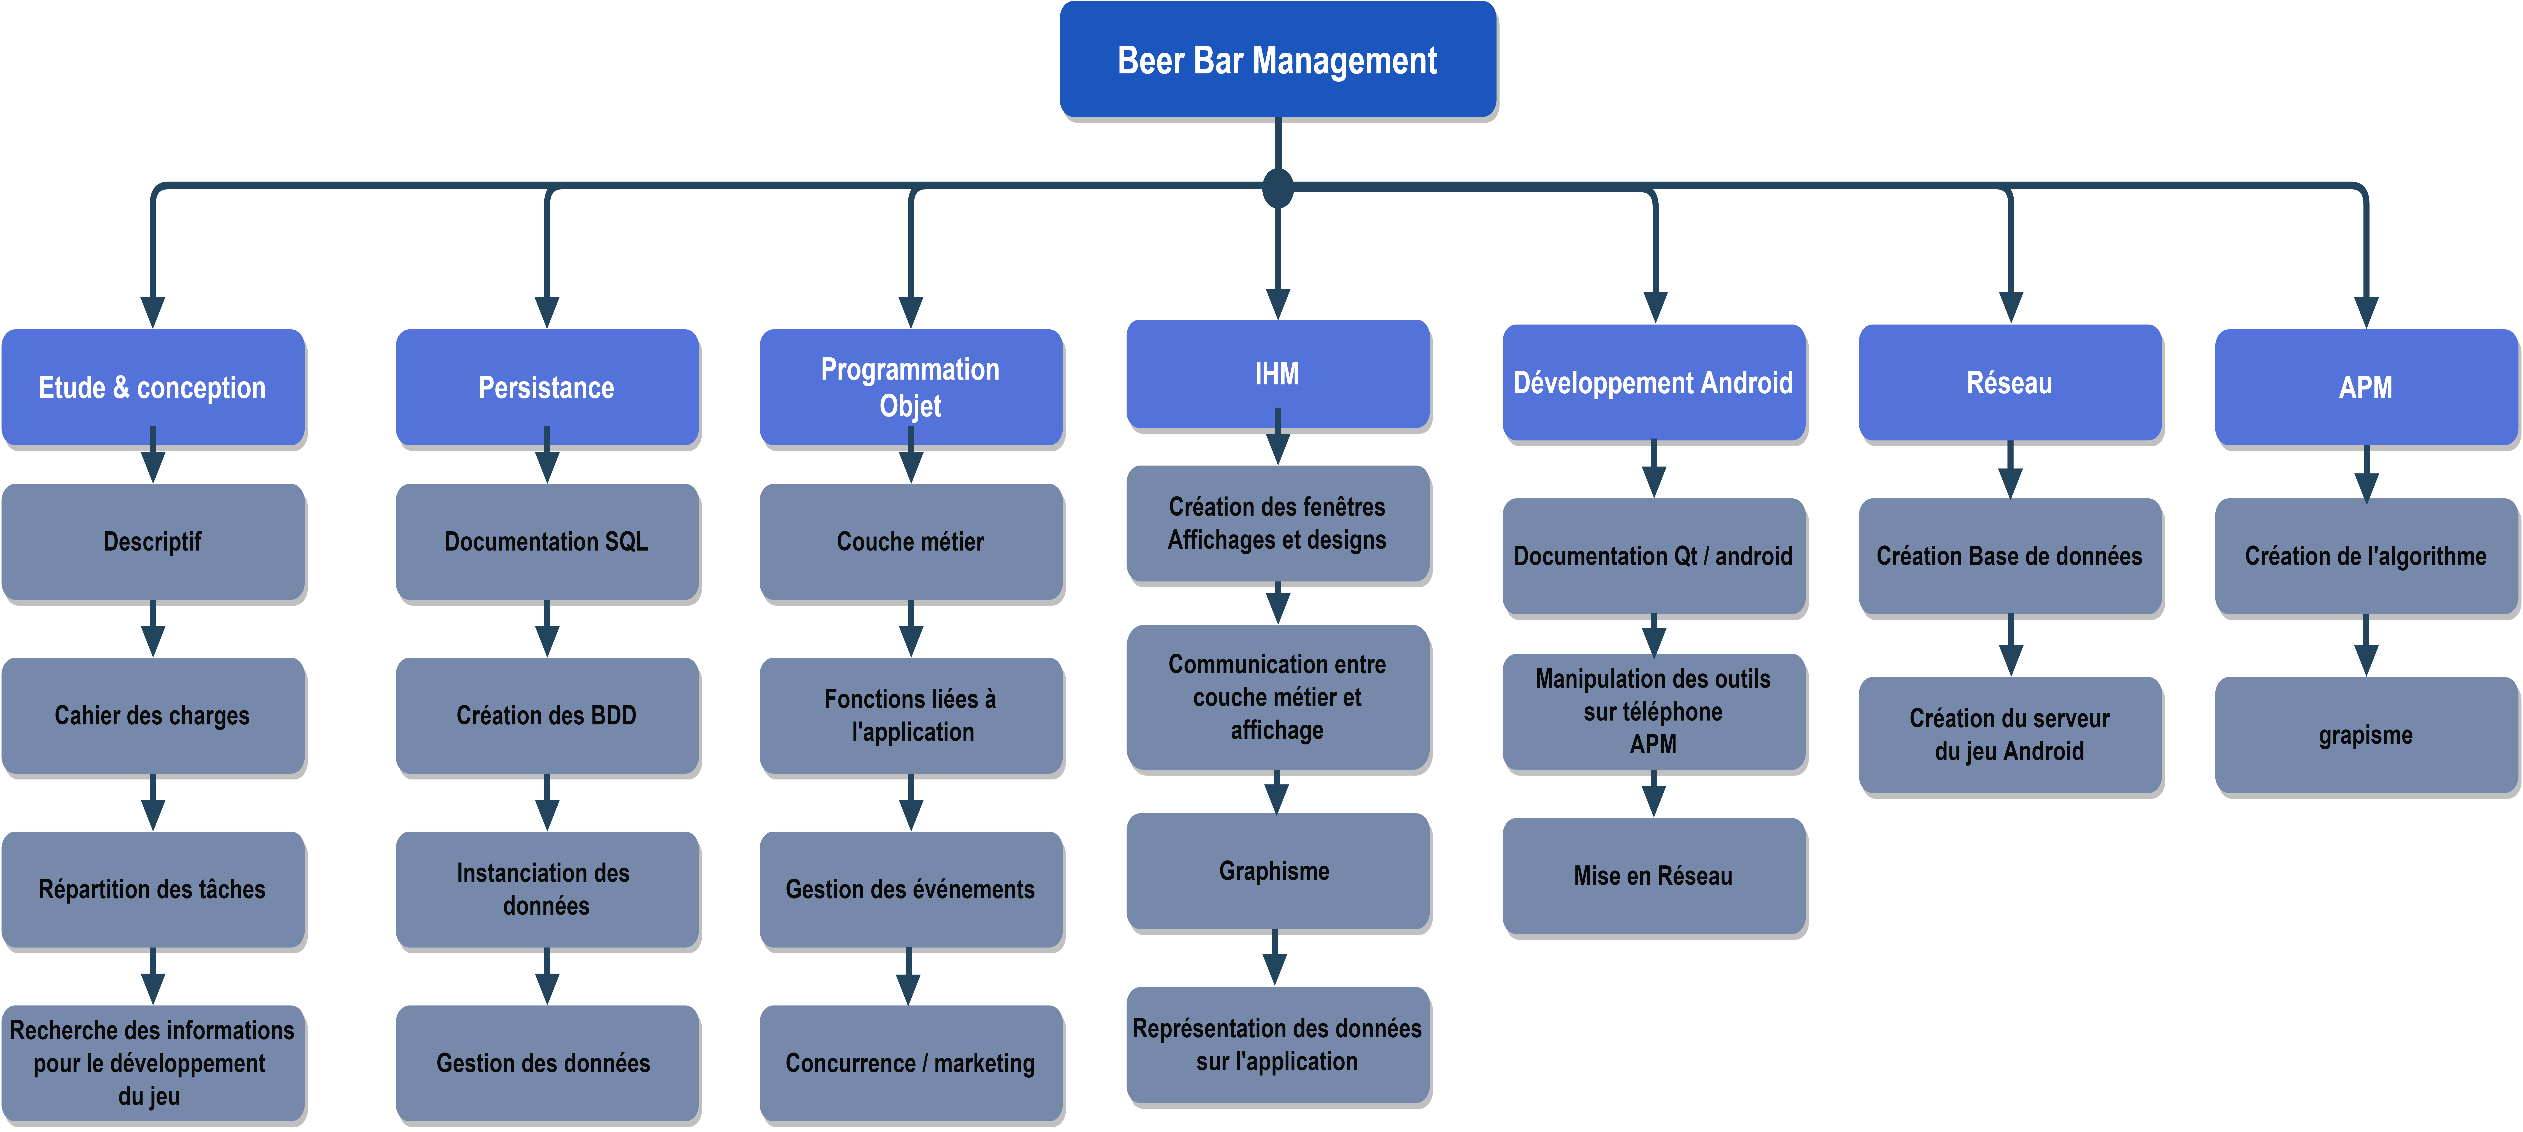 Beer Bar Management
Etude & conception
Descriptif
Cahier des charges
Répartition des tâches
Recherche des informations
pour le développement
du jeu
Persistance
Documentation SQL
Création des BDD
Instanciation des
données
Gestion des données
Programmation
Objet
Couche métier
Fonctions liées à
l'application
Gestion des événements
Concurrence / marketing
IHM
Création des fenêtres
Affichages et designs
Communication entre
couche métier et
affichage
Graphisme
Représentation des données
sur l'application
Développement Android
Documentation Qt / android
Manipulation des outils
sur téléphone
APM
Mise en Réseau
Réseau
Création Base de données
Création du serveur
du jeu Android
APM
Création de l'algorithme
grapisme